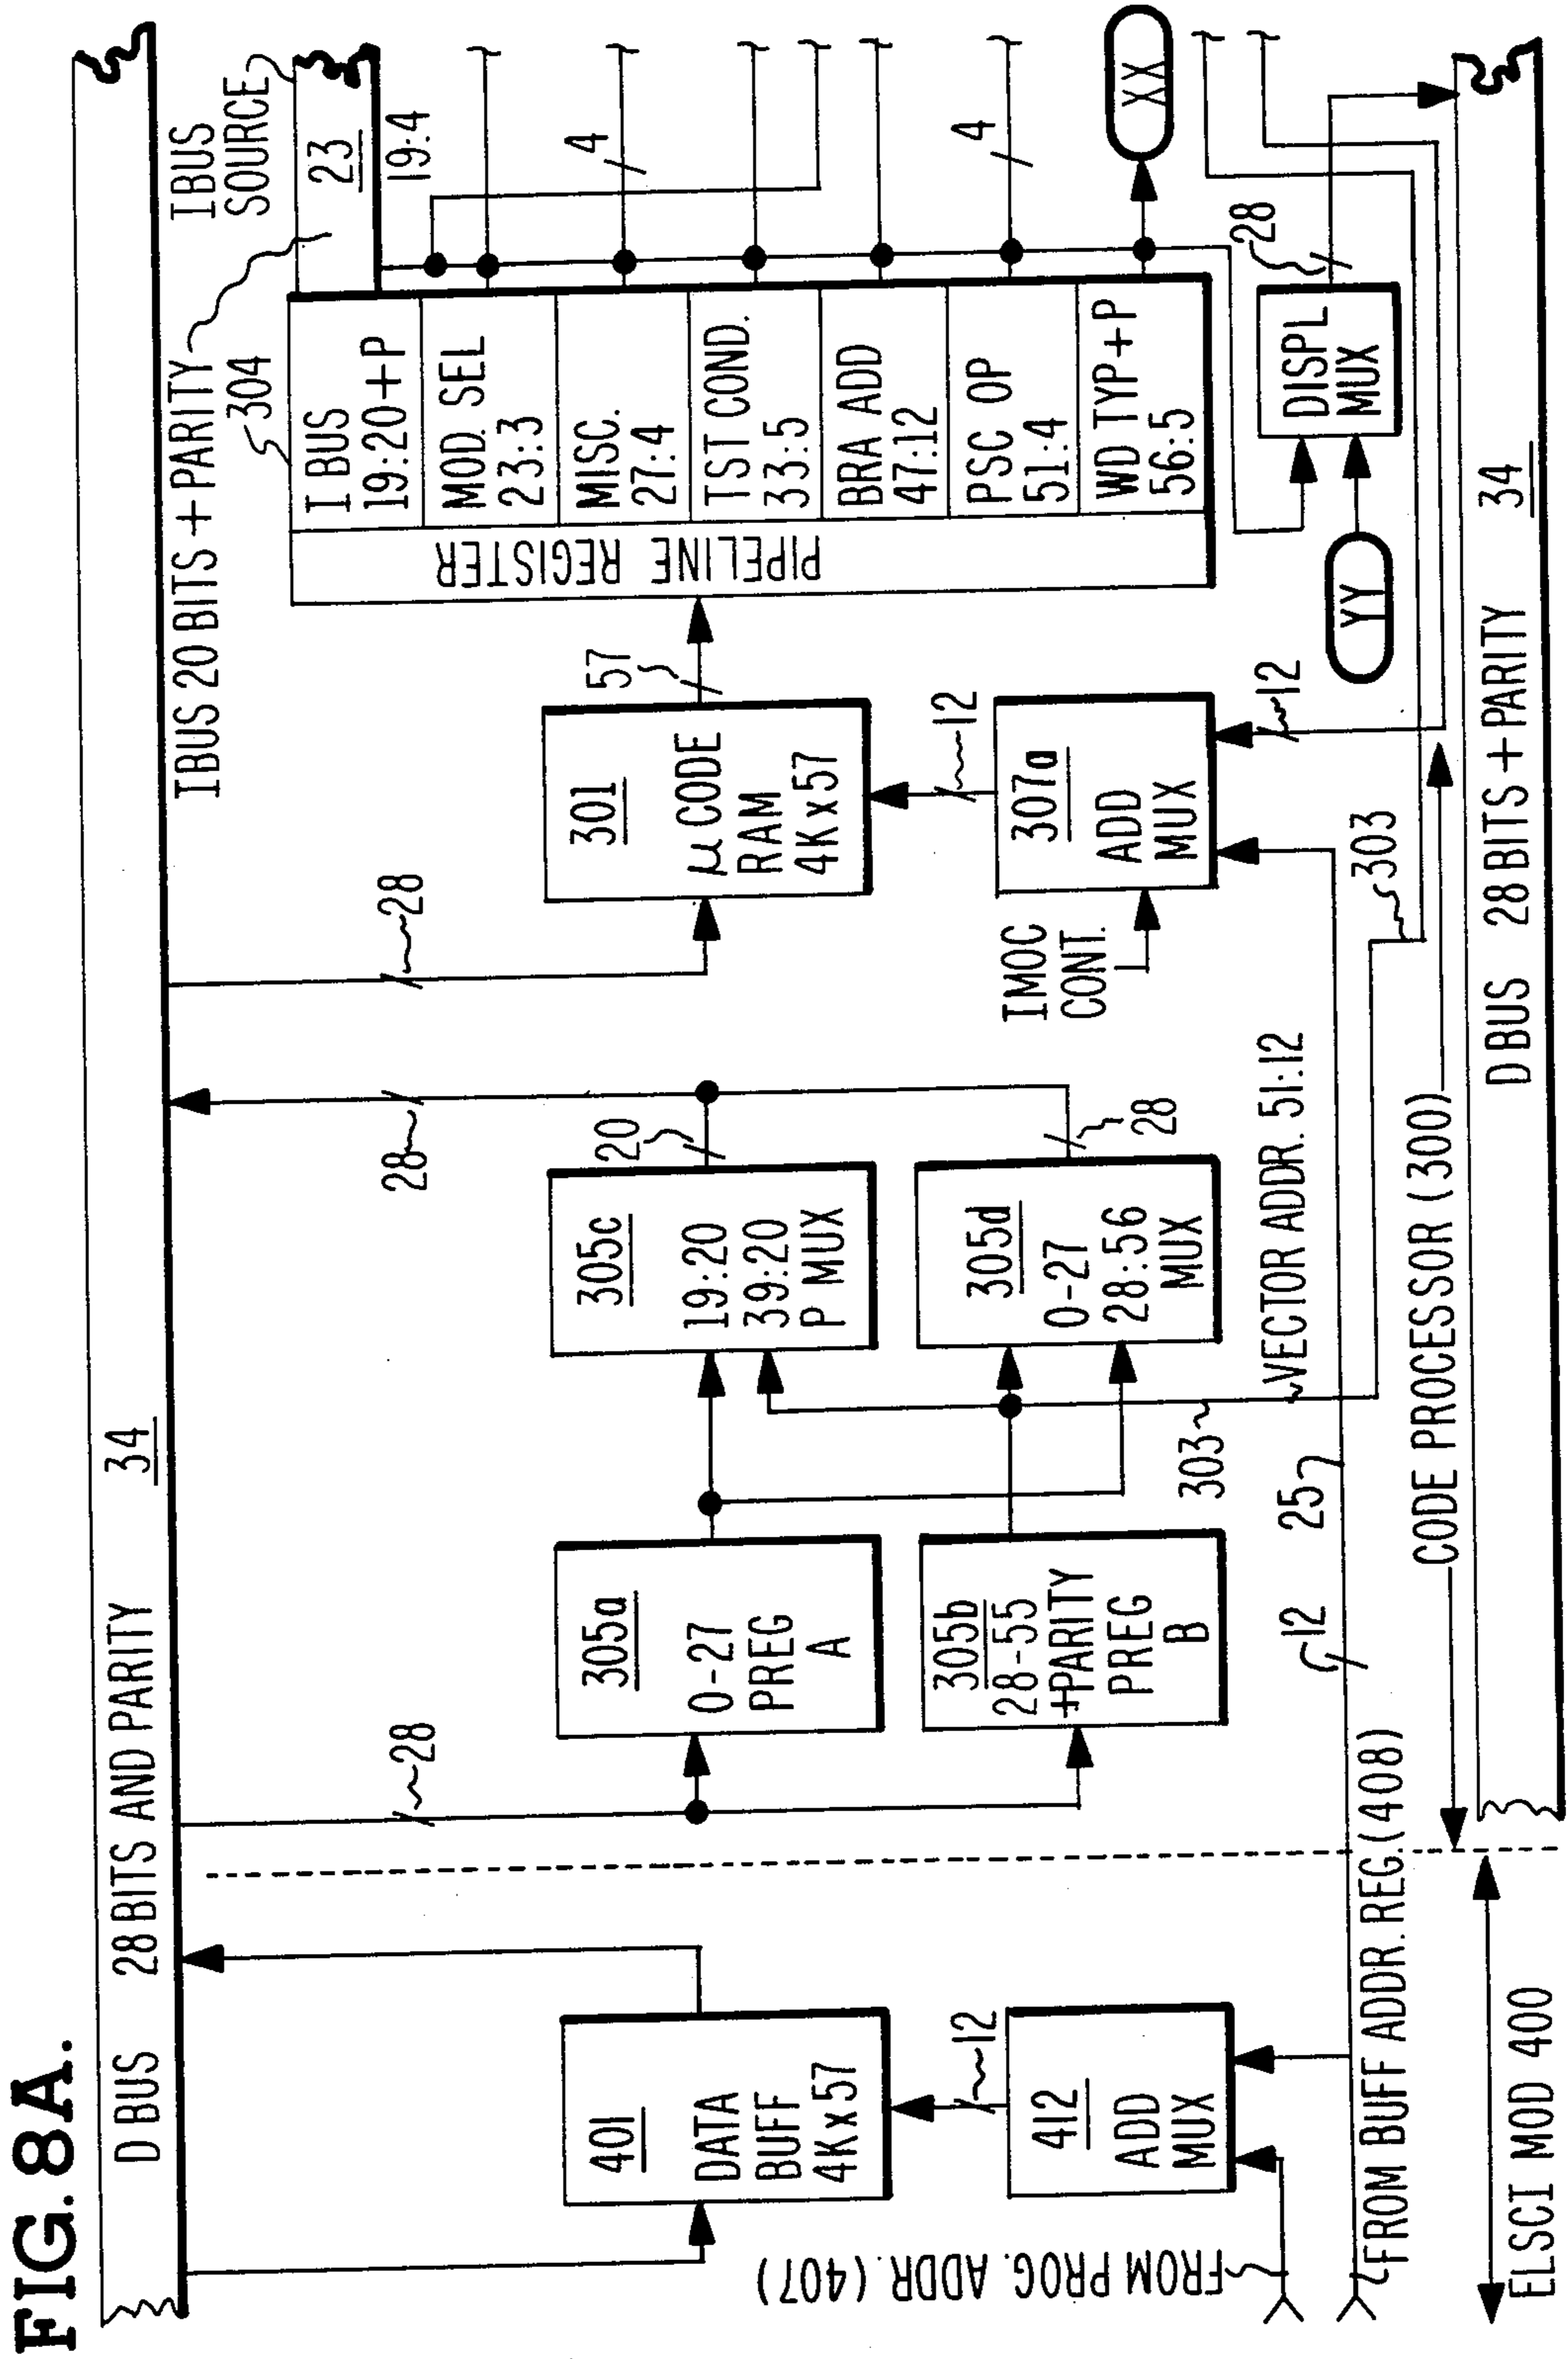 FIG. 8A.
D BUS 28 BITS AND PARITY 34
IBUS 20 BITS + PARITY
IBUS
SOURCE
23
19:4
304
I BUS
19:20+P
MOD. SEL
23:3
MISC.
27:4
TST COND.
33:5
BRA ADD
47:12
PSC OP
51:4
WD TYP+P
56:5
PIPELINE REGISTER
4
4
XX
28
DISPL
MUX
YY
57
301
μ CODE
RAM
4K x 57
28
12
307a
ADD
MUX
12
IMOC
CONT.
303
28
28
20
305c
19:20
39:20
P MUX
28
305d
0-27
28:56
MUX
VECTOR ADDR. 51:12
303
25
12
305a
0-27
PREG
A
305b
28-55
+PARITY
PREG
B
28
401
DATA
BUFF
4K x 57
12
412
ADD
MUX
FROM PROG. ADDR. (407)
FROM BUFF ADDR. REG. (408)
CODE PROCESSOR (300)
ELSCI MOD 400
D BUS 28 BITS + PARITY 34